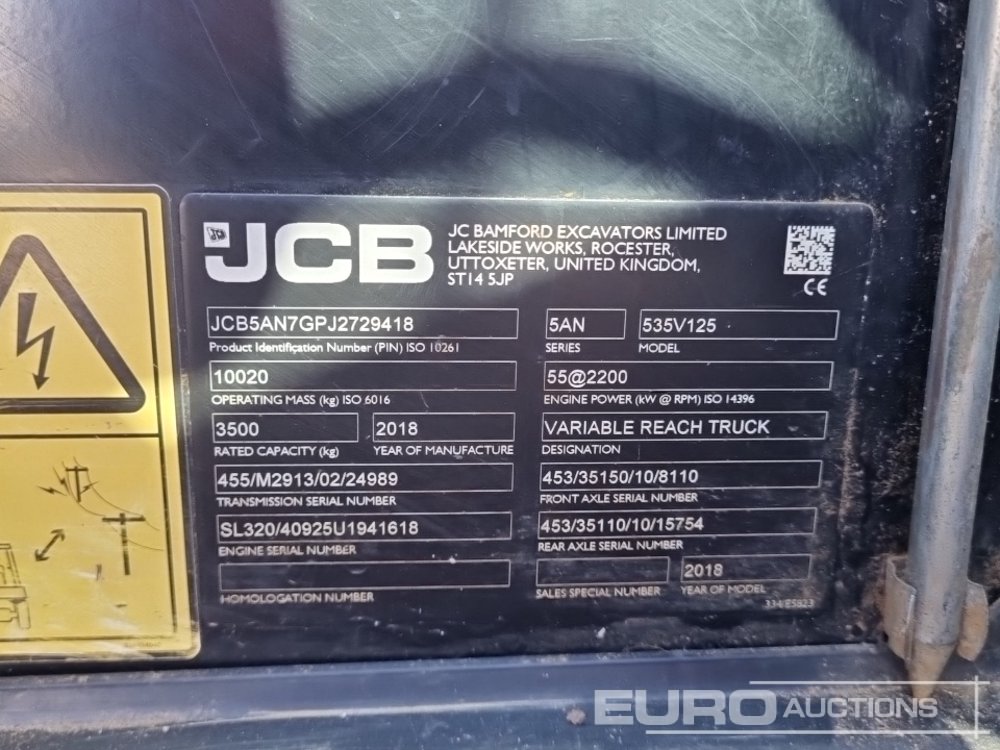 JCB
JC BAMFORD EXCAVATORS LIMITED
LAKESIDE WORKS, ROCESTER,
UTTOXETER, UNITED KINGDOM,
ST14 5JP
CE
JCB5AN7GPJ2729418
Product Identification Number (PIN) ISO 10261
5AN
SERIES
535V125
MODEL
10020
OPERATING MASS (kg) ISO 6016
55@2200
ENGINE POWER (kW @ RPM) ISO 14396
3500
RATED CAPACITY (kg)
2018
YEAR OF MANUFACTURE
VARIABLE REACH TRUCK
DESIGNATION
455/M2913/02/24989
TRANSMISSION SERIAL NUMBER
453/35150/10/8110
FRONT AXLE SERIAL NUMBER
SL320/40925U1941618
ENGINE SERIAL NUMBER
453/35110/10/15754
REAR AXLE SERIAL NUMBER
HOMOLOGATION NUMBER
SALES SPECIAL NUMBER
2018
YEAR OF MODEL
EURO AUCTIONS